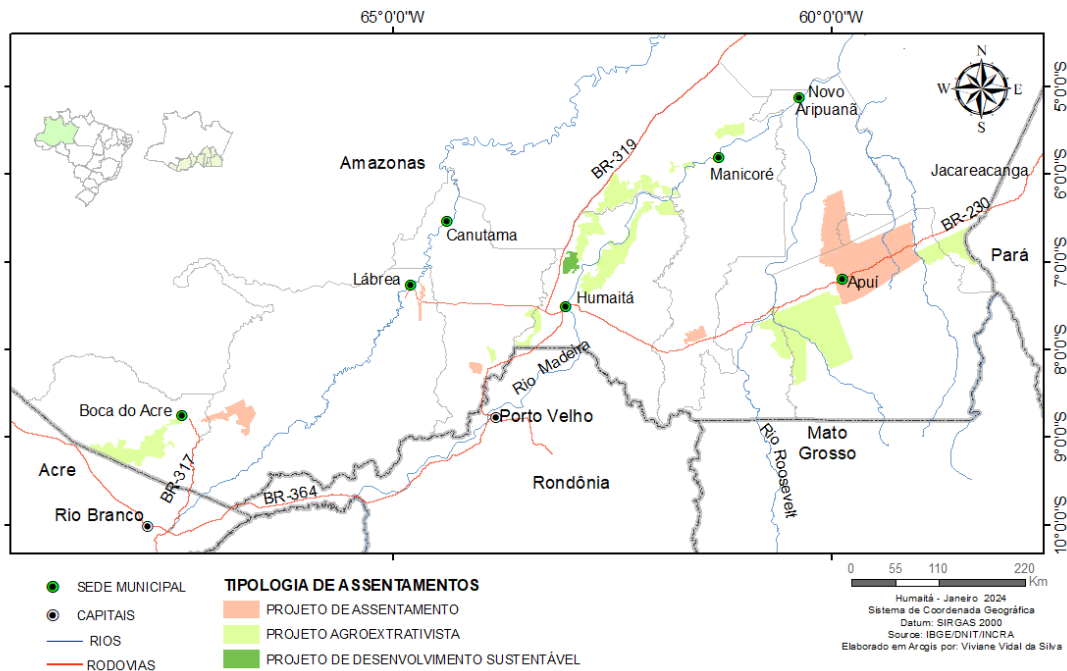 65°0'0"W
60°0'0"W
5°0'0"S
6°0'0"S
7°0'0"S
8°0'0"S
9°0'0"S
10°0'0"S
N
W
E
S
Novo
Aripuanã
Amazonas
BR-319
Manicoré
Jacareacanga
BR-230
Canutama
Pará
Lábrea
Apuí
Humaitá
Rio Madeira
Boca do Acre
Porto Velho
Mato
Grosso
Acre
BR-317
Rondônia
Rio Roosevelt
BR-364
Rio Branco
SEDE MUNICIPAL
CAPITAIS
RIOS
RODOVIAS
TIPOLOGIA DE ASSENTAMENTOS
PROJETO DE ASSENTAMENTO
PROJETO AGROEXTRATIVISTA
PROJETO DE DESENVOLVIMENTO SUSTENTÁVEL
0 55 110 220
Km
Humaitá - Janeiro 2024
Sistema de Coordenada Geográfica
Datum: SIRGAS 2000
Source: IBGE/DNIT/INCRA
Elaborado em Arogis por: Viviane Vidal da Silva